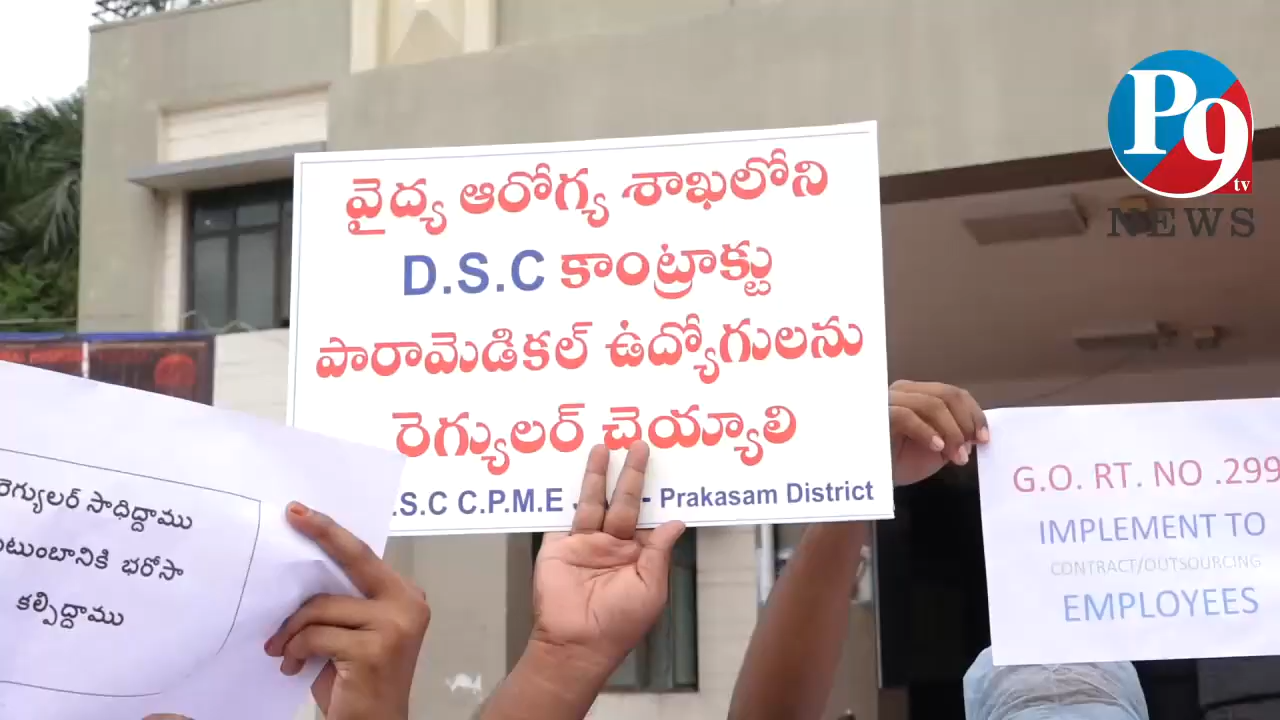 వైద్య ఆరోగ్య శాఖలోని
D.S.C కాంట్రాక్టు
పారామెడికల్ ఉద్యోగులను
రెగ్యులర్ చెయ్యాలి
.S.C C.P.M.E - Prakasam District
రెగ్యులర్ సాధిద్దాము
భరోసా
కల్పిద్దాము
G.O. RT. NO .299
IMPLEMENT TO
CONTRACT/OUTSOURCING
EMPLOYEES
P9
tv
NEWS